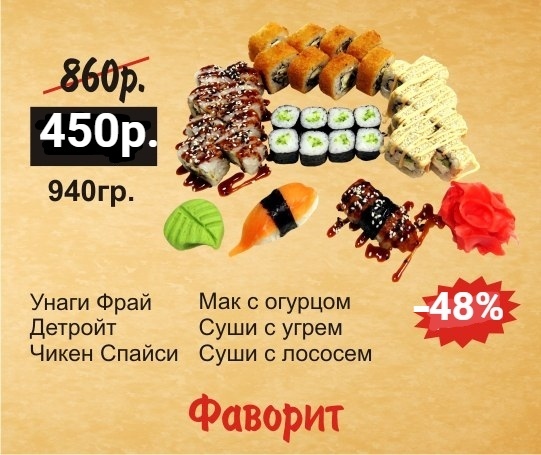 860р.
450р.
940гр.
Унаги Фрай
Детройт
Чикен Спайси
Мак с огурцом
Суши с угрем
Суши с лососем
-48%
Фаворит